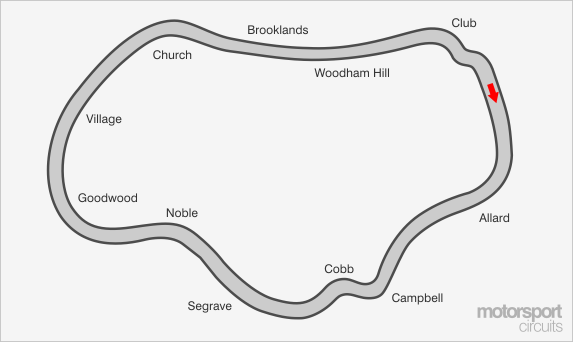 Club
Brooklands
Church
Woodham Hill
Village
Goodwood
Noble
Allard
Cobb
Campbell
Segrave
motorsport
circuits